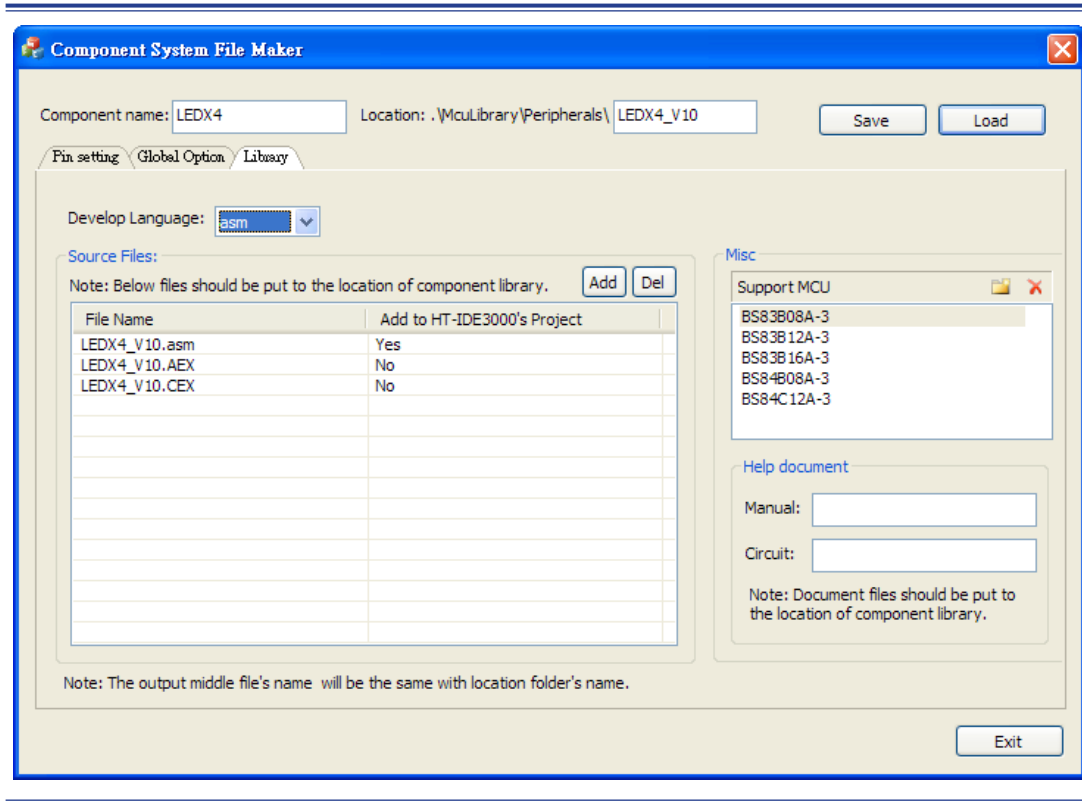 Component System File Maker
Component name: LEDX4 Location: .\McuLibrary\Peripherals\ LEDX4_V10 Save Load
Pin setting Global Option Library
Develop Language: asm
Source Files:
Note: Below files should be put to the location of component library. Add Del
File Name Add to HT-IDE3000's Project
LEDX4_V10.asm Yes
LEDX4_V10.AEX No
LEDX4_V10.CEX No
Misc
Support MCU
BS83B08A-3
BS83B12A-3
BS83B16A-3
BS84B08A-3
BS84C12A-3
Help document
Manual:
Circuit:
Note: Document files should be put to
the location of component library.
Note: The output middle file's name will be the same with location folder's name.
Exit